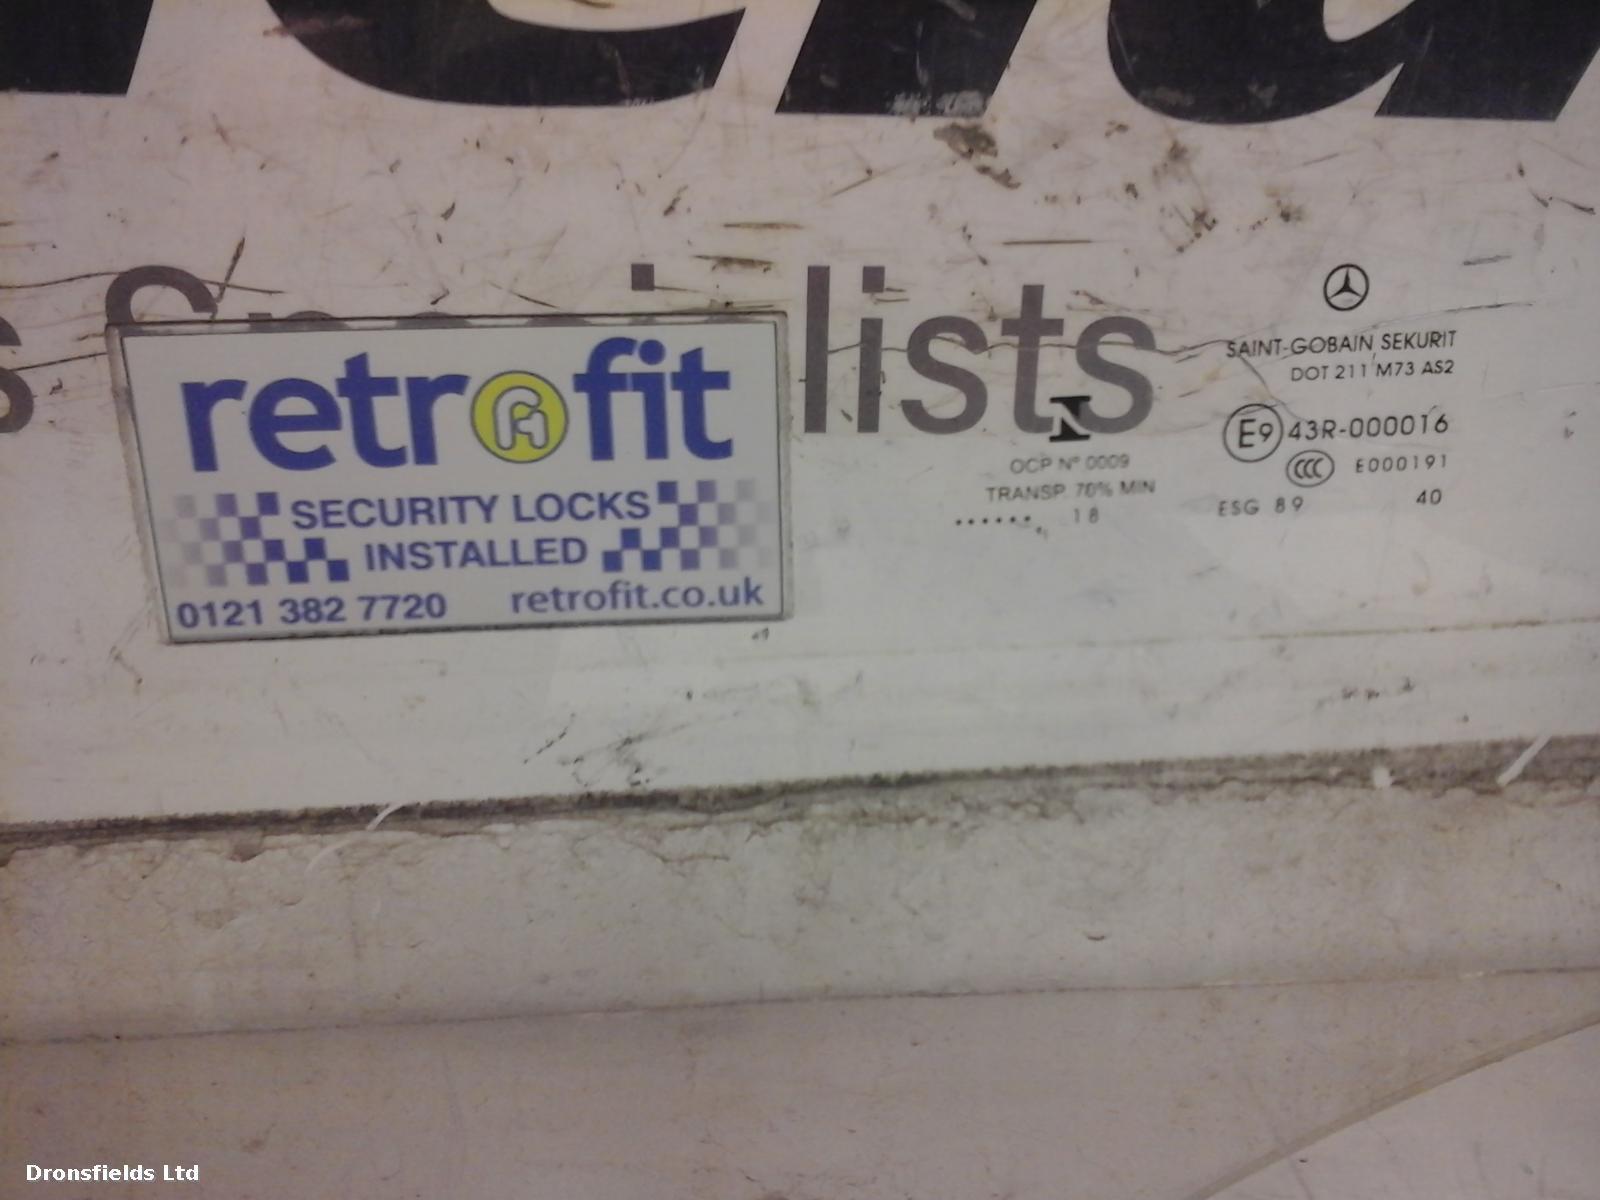 lists
retrofit
SECURITY LOCKS
INSTALLED
0121 382 7720 retrofit.co.uk
N
OCP Nº 0009
TRANSP. 70% MIN
...... 18
SAINT-GOBAIN SEKURIT
DOT 211 M73 AS2
E9 43R-000016
CCC E000191
ESG 89 40
Dronsfields Ltd